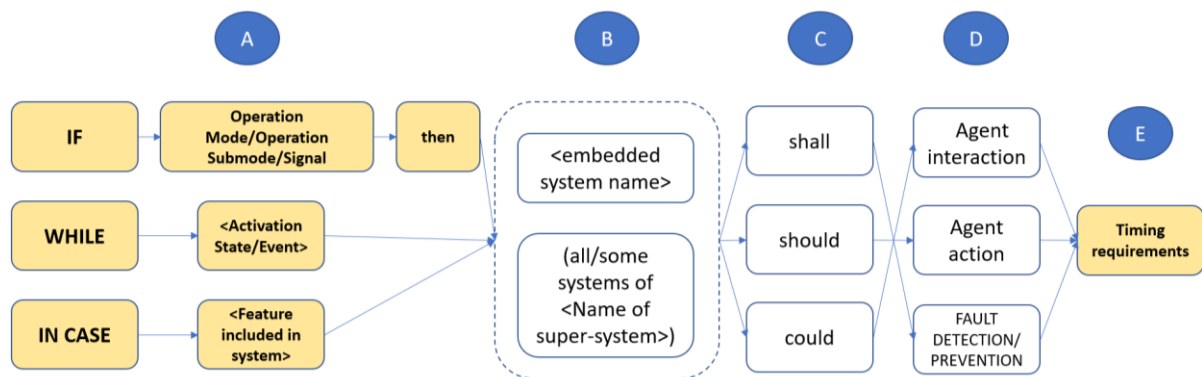 A
B
C
D
E
IF
Operation
Mode/Operation
Submode/Signal
then
WHILE
<Activation
State/Event>
IN CASE
<Feature
included in
system>
<embedded
system name>
(all/some
systems of
<Name of
super-system>)
shall
should
could
Agent
interaction
Agent
action
FAULT
DETECTION/
PREVENTION
Timing
requirements